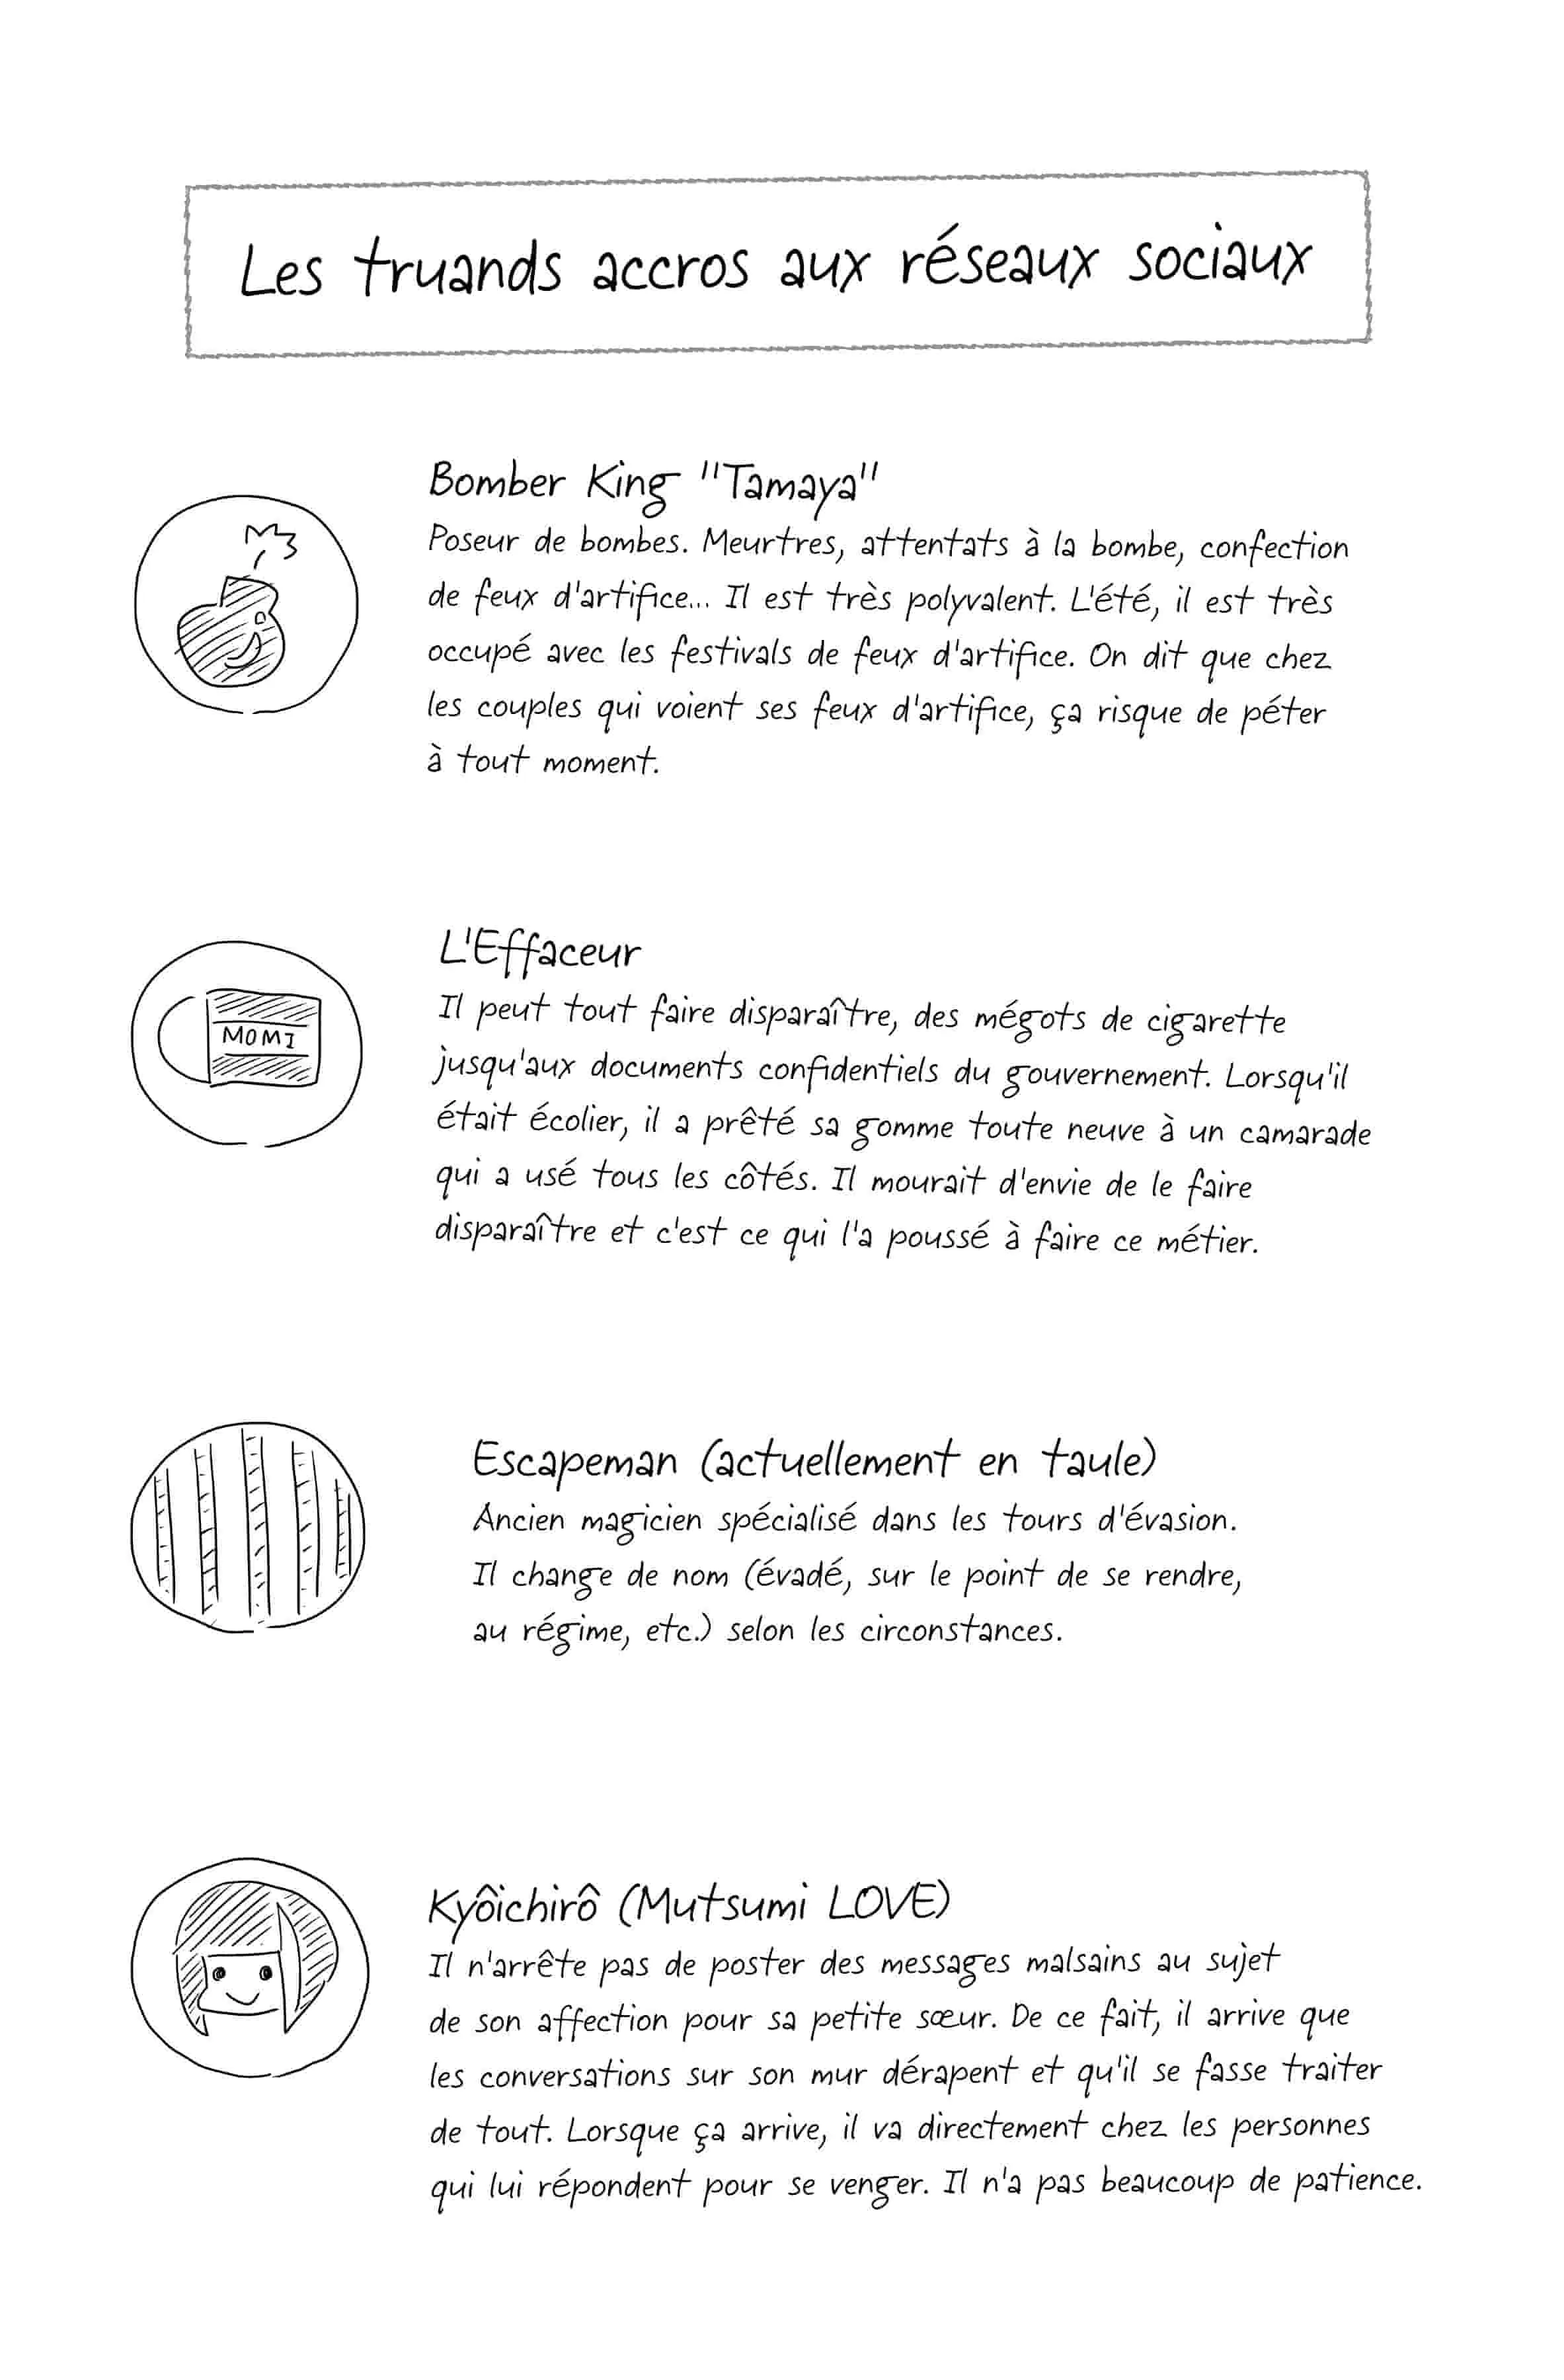 Les truands accros aux réseaux sociaux
Bomber King "Tamaya"
Poseur de bombes. Meurtres, attentats à la bombe, confection
de feux d'artifice... Il est très polyvalent. L'été, il est très
occupé avec les festivals de feux d'artifice. On dit que chez
les couples qui voient ses feux d'artifice, ça risque de péter
à tout moment.
MOMI
L'Effaceur
Il peut tout faire disparaître, des mégots de cigarette
jusqu'aux documents confidentiels du gouvernement. Lorsqu'il
était écolier, il a prêté sa gomme toute neuve à un camarade
qui a usé tous les côtés. Il mourait d'envie de le faire
disparaître et c'est ce qui l'a poussé à faire ce métier.
Escapeman (actuellement en taule)
Ancien magicien spécialisé dans les tours d'évasion.
Il change de nom (évadé, sur le point de se rendre,
au régime, etc.) selon les circonstances.
Kyôichirô (Mutsumi LOVE)
Il n'arrête pas de poster des messages malsains au sujet
de son affection pour sa petite sœur. De ce fait, il arrive que
les conversations sur son mur dérapent et qu'il se fasse traiter
de tout. Lorsque ça arrive, il va directement chez les personnes
qui lui répondent pour se venger. Il n'a pas beaucoup de patience.